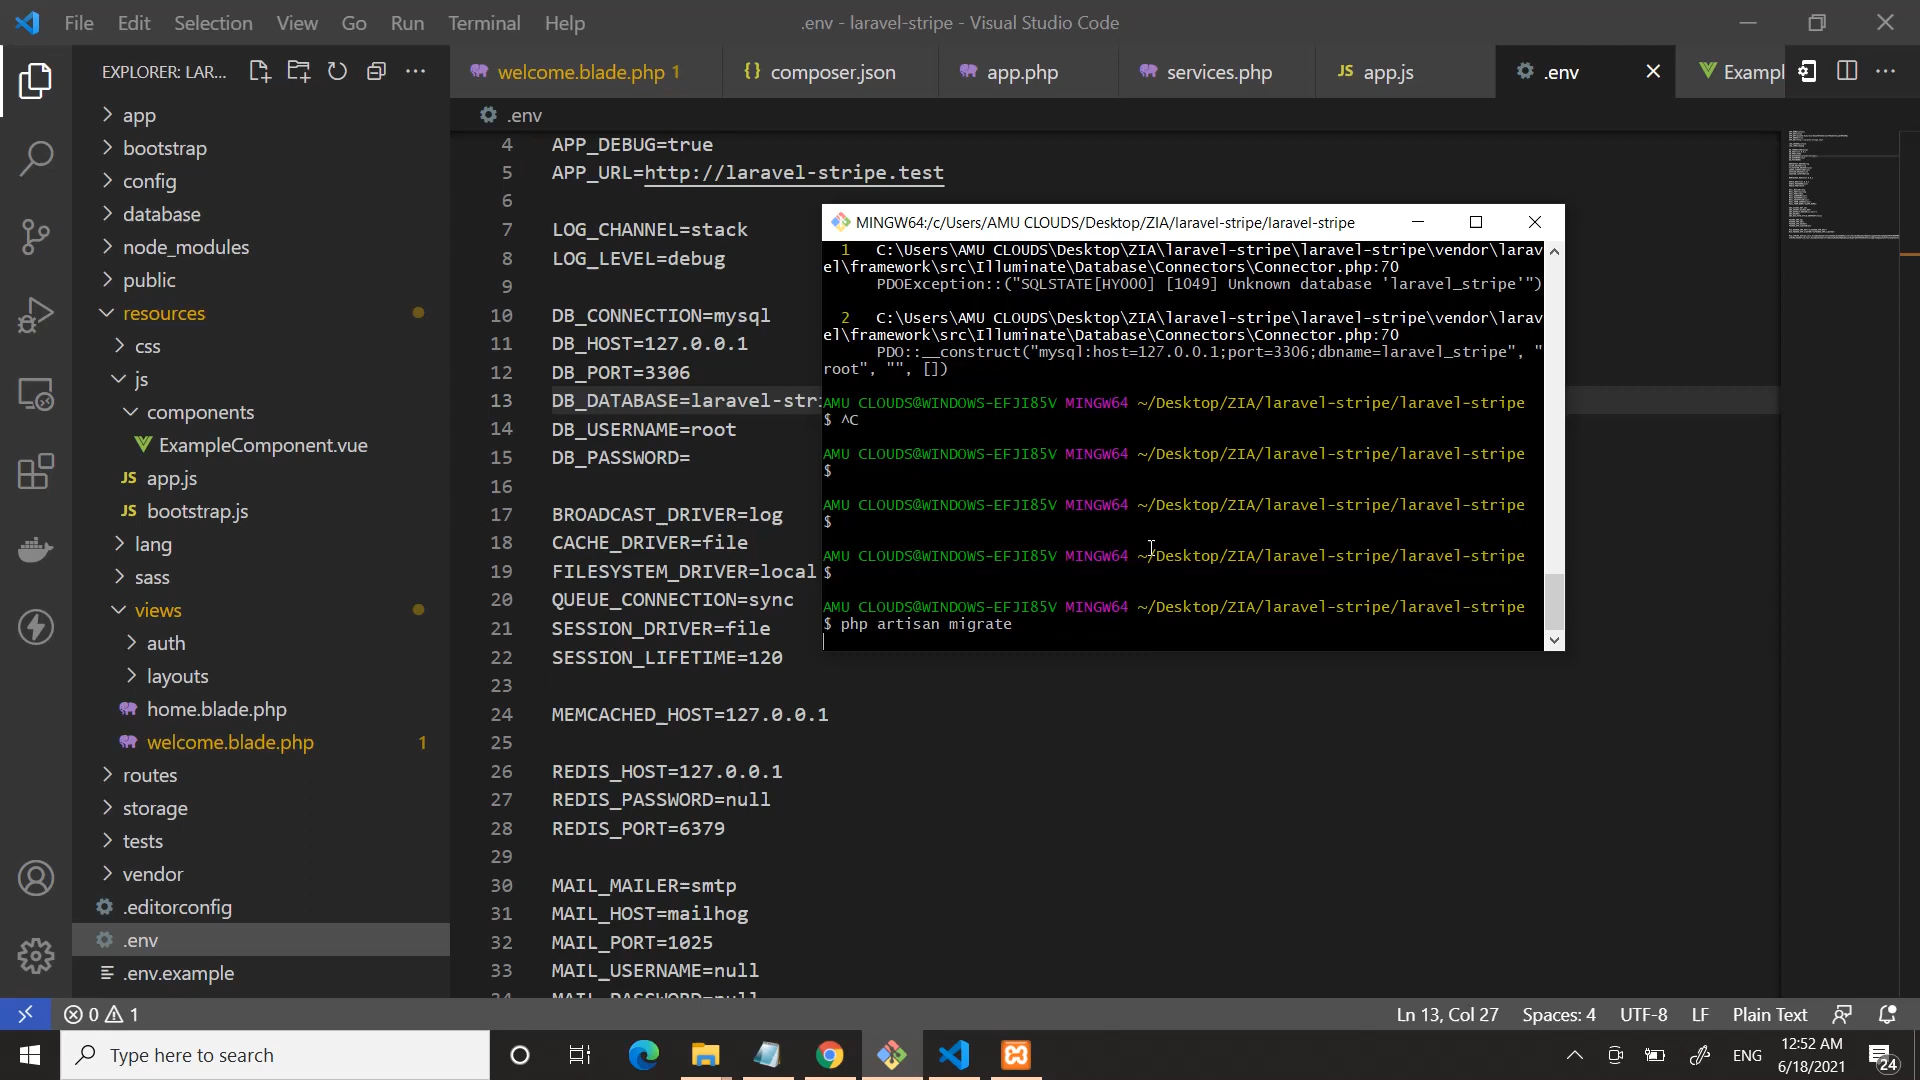 File Edit Selection View Go Run Terminal Help
.env - laravel-stripe - Visual Studio Code
EXPLORER: LAR...
welcome.blade.php 1
composer.json
app.php
services.php
JS app.js
.env
Exampl
.env
app
bootstrap
config
database
node_modules
public
resources
css
js
components
ExampleComponent.vue
JS app.js
JS bootstrap.js
lang
sass
views
auth
layouts
home.blade.php
welcome.blade.php 1
routes
storage
tests
vendor
.editorconfig
.env
.env.example
4 APP_DEBUG=true
5 APP_URL=http://laravel-stripe.test
6
7 LOG_CHANNEL=stack
8 LOG_LEVEL=debug
9
10 DB_CONNECTION=mysql
11 DB_HOST=127.0.0.1
12 DB_PORT=3306
13 DB_DATABASE=laravel-stri
14 DB_USERNAME=root
15 DB_PASSWORD=
16
17 BROADCAST_DRIVER=log
18 CACHE_DRIVER=file
19 FILESYSTEM_DRIVER=local
20 QUEUE_CONNECTION=sync
21 SESSION_DRIVER=file
22 SESSION_LIFETIME=120
23
24 MEMCACHED_HOST=127.0.0.1
25
26 REDIS_HOST=127.0.0.1
27 REDIS_PASSWORD=null
28 REDIS_PORT=6379
29
30 MAIL_MAILER=smtp
31 MAIL_HOST=mailhog
32 MAIL_PORT=1025
33 MAIL_USERNAME=null
34 MAIL_PASSWORD=null
MINGW64:/c/Users/AMU CLOUDS/Desktop/ZIA/laravel-stripe/laravel-stripe
1 C:\Users\AMU CLOUDS\Desktop\ZIA\laravel-stripe\laravel-stripe\vendor\larav
el\framework\src\Illuminate\Database\Connectors\Connector.php:70
PDOException::("SQLSTATE[HY000] [1049] Unknown database 'laravel_stripe'")
2 C:\Users\AMU CLOUDS\Desktop\ZIA\laravel-stripe\laravel-stripe\vendor\larav
el\framework\src\Illuminate\Database\Connectors\Connector.php:70
PDO::__construct("mysql:host=127.0.0.1;port=3306;dbname=laravel_stripe", "
root", "", [])
AMU CLOUDS@WINDOWS-EFJI85V MINGW64 ~/Desktop/ZIA/laravel-stripe/laravel-stripe
$ ^C
AMU CLOUDS@WINDOWS-EFJI85V MINGW64 ~/Desktop/ZIA/laravel-stripe/laravel-stripe
$
AMU CLOUDS@WINDOWS-EFJI85V MINGW64 ~/Desktop/ZIA/laravel-stripe/laravel-stripe
$
AMU CLOUDS@WINDOWS-EFJI85V MINGW64 ~/Desktop/ZIA/laravel-stripe/laravel-stripe
$
AMU CLOUDS@WINDOWS-EFJI85V MINGW64 ~/Desktop/ZIA/laravel-stripe/laravel-stripe
$ php artisan migrate
0 1
Ln 13, Col 27 Spaces: 4 UTF-8 LF Plain Text
Type here to search
ENG
12:52 AM
6/18/2021
24